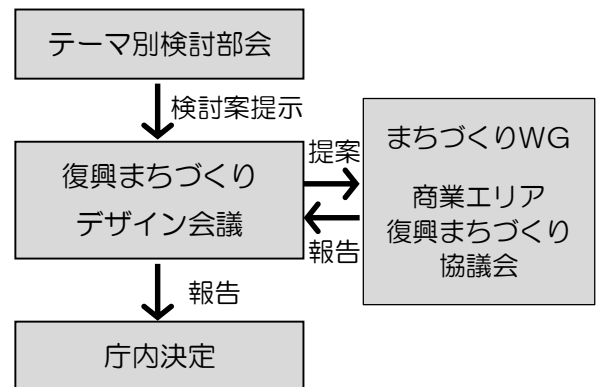 テーマ別検討部会
検討案提示
復興まちづくり
デザイン会議
提案
報告
まちづくりWG
商業エリア
復興まちづくり
協議会
報告
庁内決定